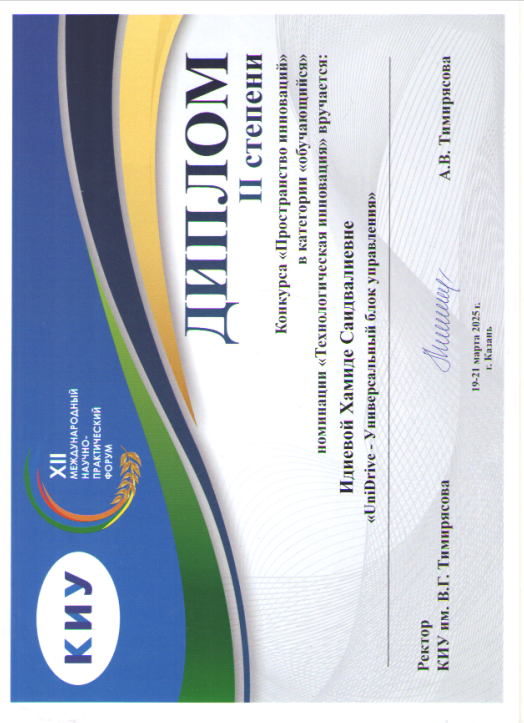 КИУ
XII
МЕЖДУНАРОДНЫЙ
НАУЧНО-
ПРАКТИЧЕСКИЙ
ФОРУМ
ДИПЛОМ
II степени
Конкурса «Пространство инноваций»
в категории «обучающийся»
номинации «Технологическая инновация» вручается:
Идиевой Хамиде Саидвалиевне
«UniDrive - Универсальный блок управления»
Ректор
КИУ им. В.Г. Тимирясова
А.В. Тимирясова
19-21 марта 2025 г.
г. Казань